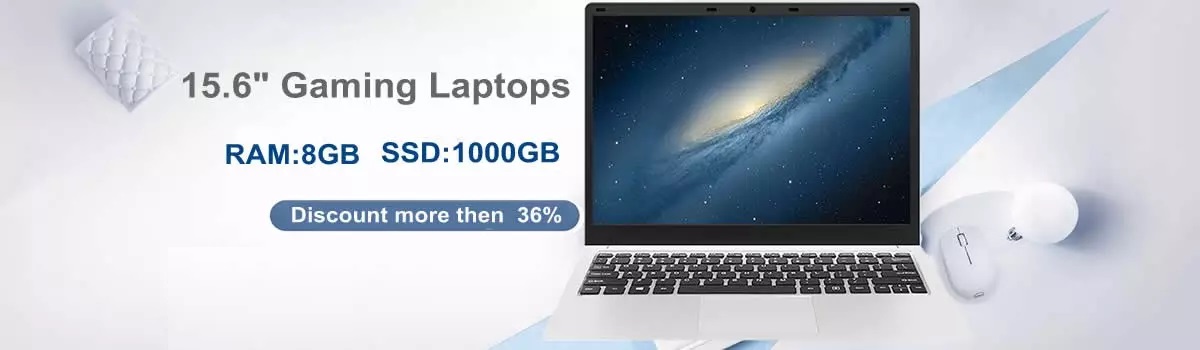 15.6" Gaming Laptops
RAM:8GB SSD:1000GB
Discount more then 36%